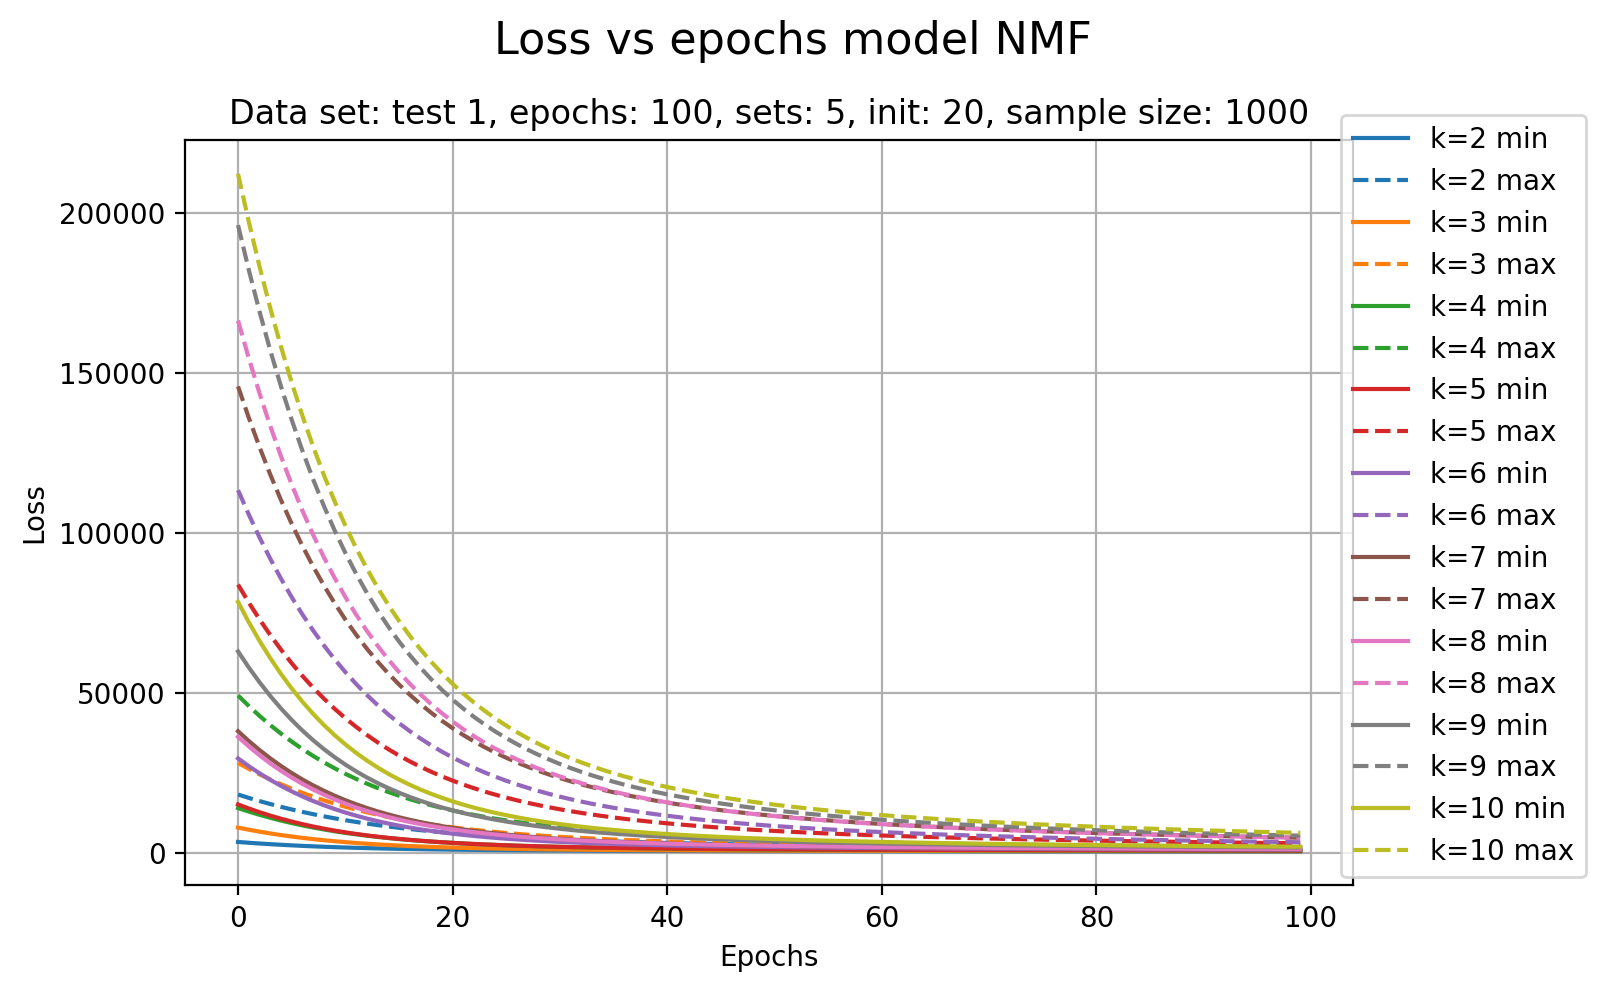 Loss vs epochs model NMF
Data set: test 1, epochs: 100, sets: 5, init: 20, sample size: 1000
200000
150000
100000
50000
0
Loss
0 20 40 60 80 100
Epochs
k=2 min
k=2 max
k=3 min
k=3 max
k=4 min
k=4 max
k=5 min
k=5 max
k=6 min
k=6 max
k=7 min
k=7 max
k=8 min
k=8 max
k=9 min
k=9 max
k=10 min
k=10 max